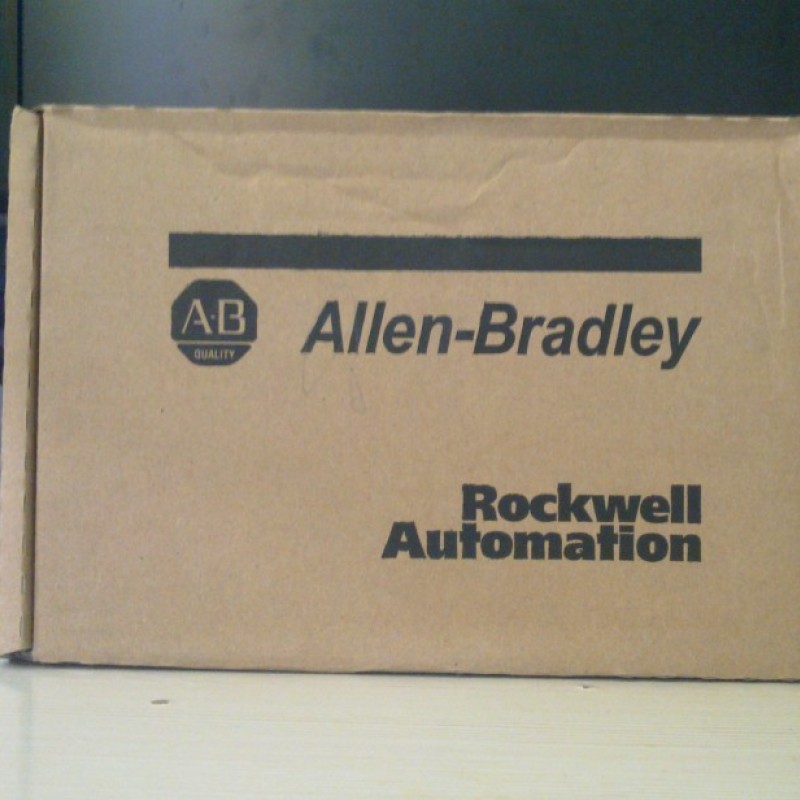 A·B
QUALITY
Allen-Bradley
Rockwell
Automation